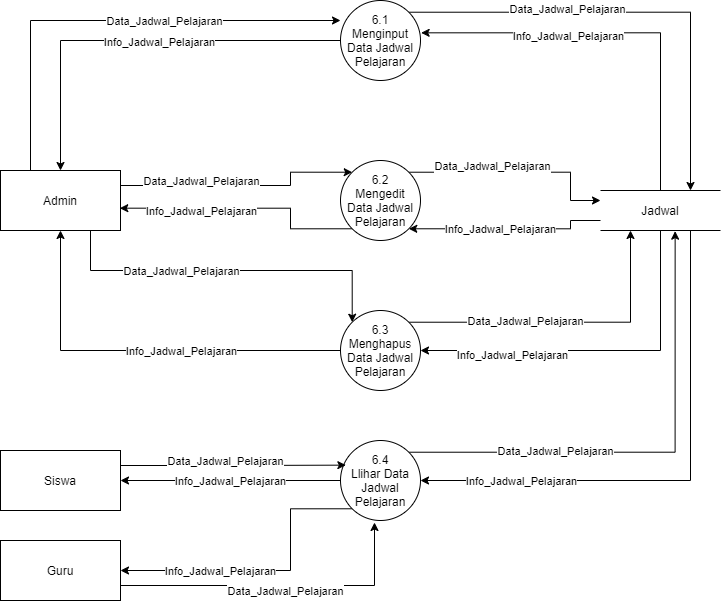 Data_Jadwal_Pelajaran
Info_Jadwal_Pelajaran
6.1
Menginput
Data Jadwal
Pelajaran
Data_Jadwal_Pelajaran
Info_Jadwal_Pelajaran
Admin
Data_Jadwal_Pelajaran
Info_Jadwal_Pelajaran
6.2
Mengedit
Data Jadwal
Pelajaran
Data_Jadwal_Pelajaran
Info_Jadwal_Pelajaran
Jadwal
Data_Jadwal_Pelajaran
Info_Jadwal_Pelajaran
6.3
Menghapus
Data Jadwal
Pelajaran
Data_Jadwal_Pelajaran
Info_Jadwal_Pelajaran
Siswa
Data_Jadwal_Pelajaran
Info_Jadwal_Pelajaran
6.4
Llihar Data
Jadwal
Pelajaran
Data_Jadwal_Pelajaran
Info_Jadwal_Pelajaran
Guru
Info_Jadwal_Pelajaran
Data_Jadwal_Pelajaran